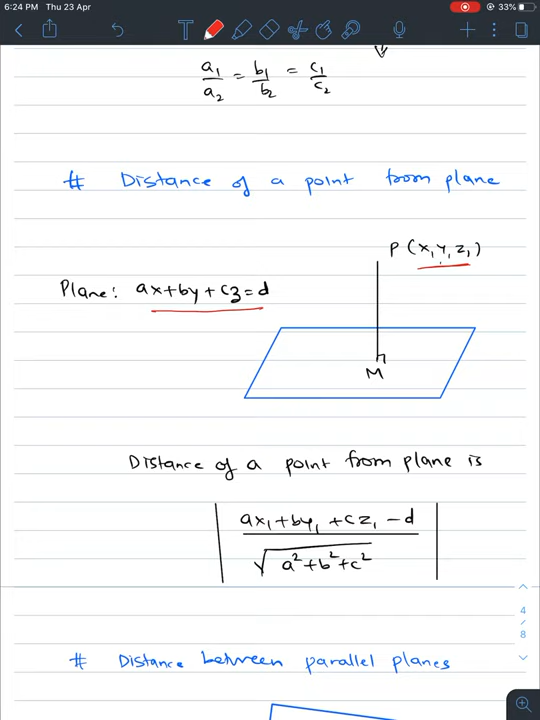 6:24 PM Thu 23 Apr
33%
a₁/a₂ = b₁/b₂ = c₁/c₂
# Distance of a point from plane
P (x₁ y₁ z₁)
Plane: ax+by+cz=d
M
Distance of a point from plane is
| ax₁+by₁+cz₁-d / √a²+b²+c² |
4
/
8
# Distance between parallel planes